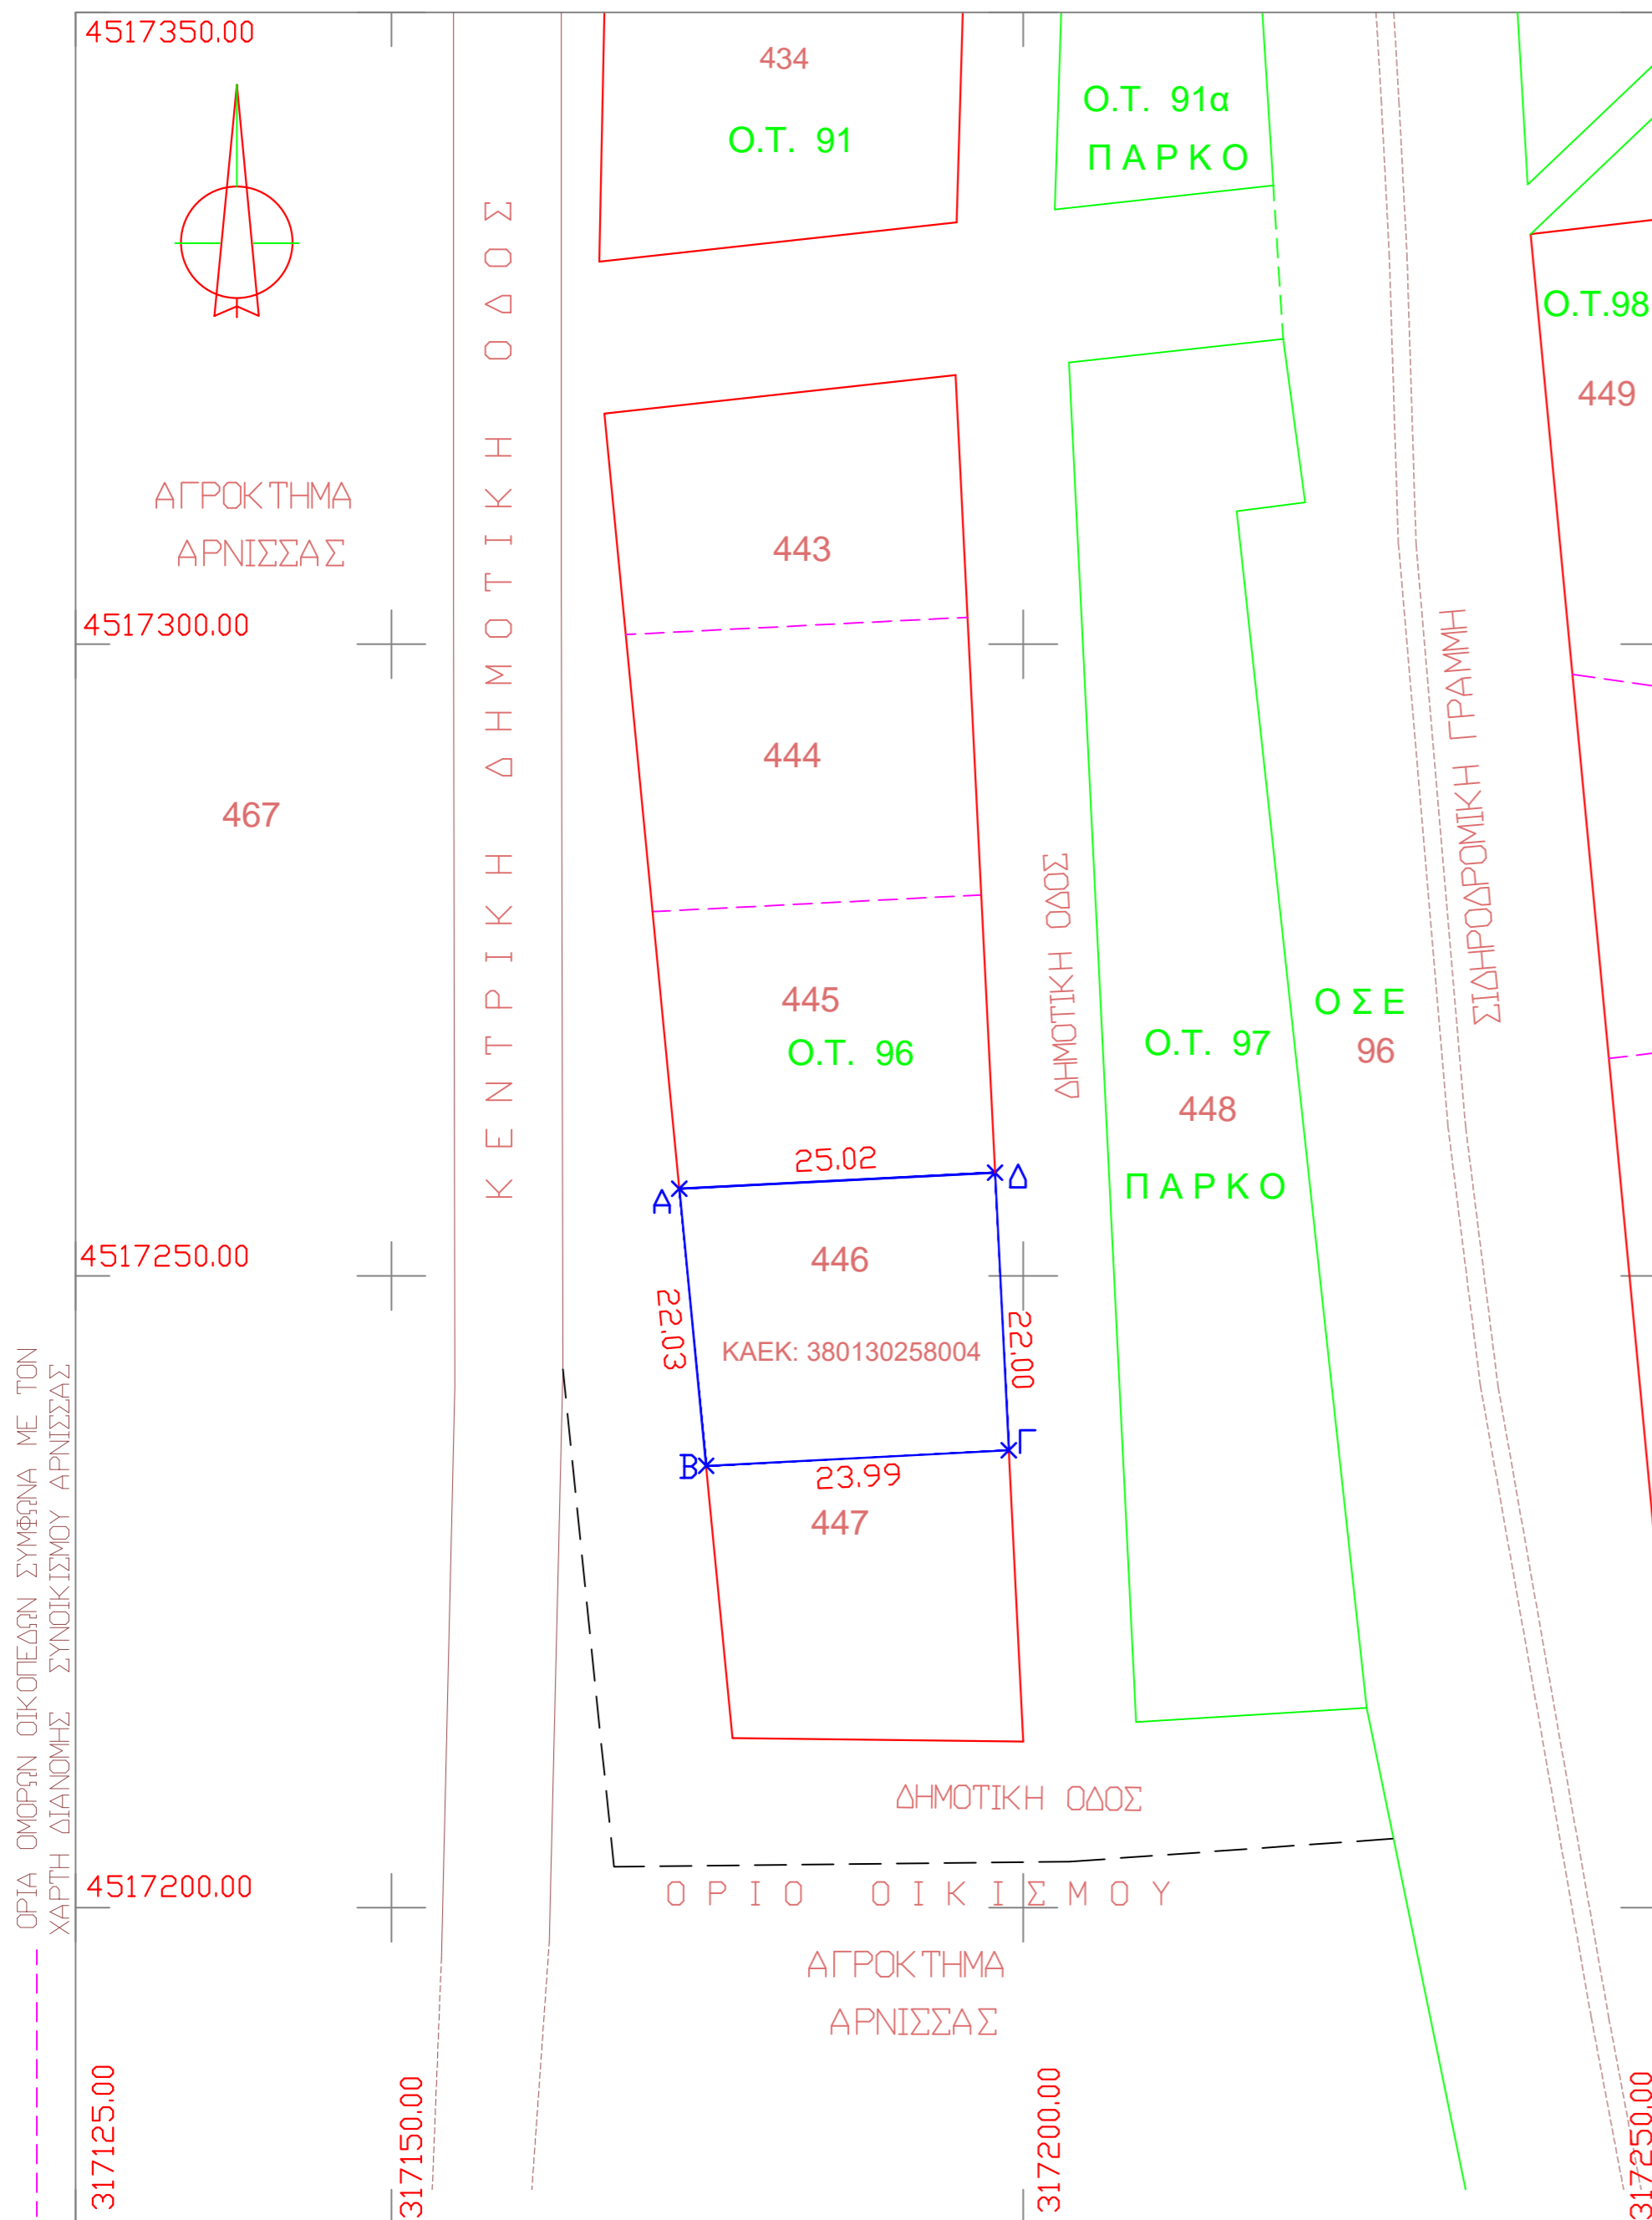 4517350.00
434
Ο.Τ. 91
Ο.Τ. 91α
ΠΑΡΚΟ
Ο.Τ.98
449
ΚΕΝΤΡΙΚΗ ΔΗΜΟΤΙΚΗ ΟΔΟΣ
ΑΓΡΟΚΤΗΜΑ
ΑΡΝΙΣΣΑΣ
443
4517300.00
444
467
ΣΙΔΗΡΟΔΡΟΜΙΚΗ ΓΡΑΜΜΗ
ΔΗΜΟΤΙΚΗ ΟΔΟΣ
445
Ο.Τ. 96
Ο.Τ. 97
448
ΠΑΡΚΟ
ΟΣΕ
96
25.02
Α
Δ
4517250.00
446
22.03
ΚΑΕΚ: 380130258004
22.00
Β
Γ
23.99
447
ΟΡΙΑ ΟΜΟΡΩΝ ΟΙΚΟΠΕΔΩΝ ΣΥΜΦΩΝΑ ΜΕ ΤΟΝ
ΧΑΡΤΗ ΔΙΑΝΟΜΗΣ ΣΥΝΟΙΚΙΣΜΟΥ ΑΡΝΙΣΣΑΣ
ΔΗΜΟΤΙΚΗ ΟΔΟΣ
4517200.00
ΟΡΙΟ ΟΙΚΙΣΜΟΥ
ΑΓΡΟΚΤΗΜΑ
ΑΡΝΙΣΣΑΣ
317125.00
317150.00
317200.00
317250.00